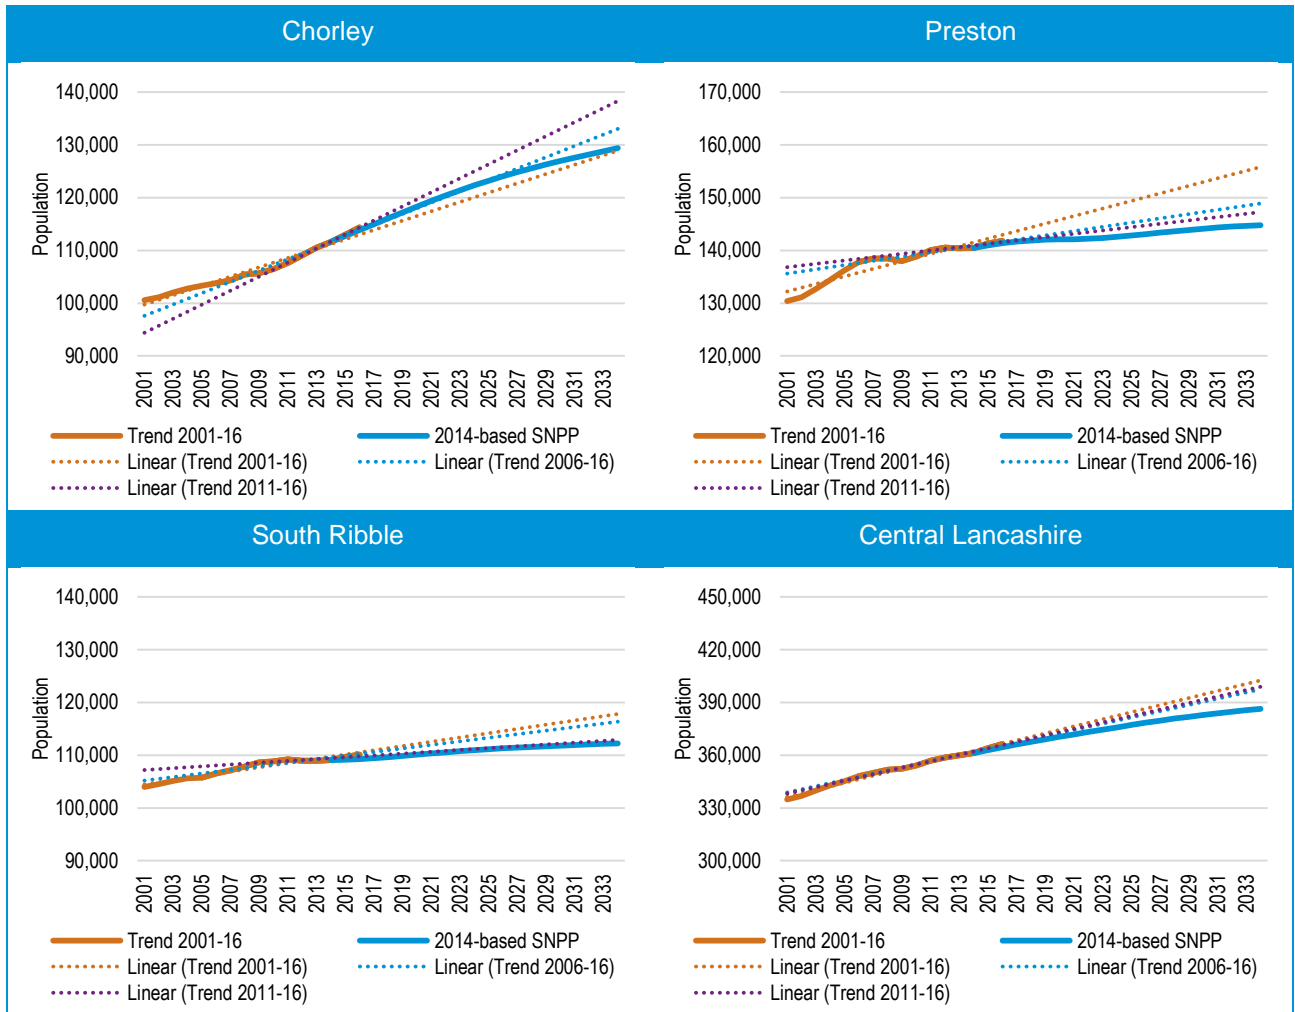 Chorley
Preston
Population
140,000
130,000
120,000
110,000
100,000
90,000
2001 2003 2005 2007 2009 2011 2013 2015 2017 2019 2021 2023 2025 2027 2029 2031 2033
Trend 2001-16 2014-based SNPP
Linear (Trend 2001-16) Linear (Trend 2006-16)
Linear (Trend 2011-16)
Population
170,000
160,000
150,000
140,000
130,000
120,000
2001 2003 2005 2007 2009 2011 2013 2015 2017 2019 2021 2023 2025 2027 2029 2031 2033
Trend 2001-16 2014-based SNPP
Linear (Trend 2001-16) Linear (Trend 2006-16)
Linear (Trend 2011-16)
South Ribble
Central Lancashire
Population
140,000
130,000
120,000
110,000
100,000
90,000
2001 2003 2005 2007 2009 2011 2013 2015 2017 2019 2021 2023 2025 2027 2029 2031 2033
Trend 2001-16 2014-based SNPP
Linear (Trend 2001-16) Linear (Trend 2006-16)
Linear (Trend 2011-16)
Population
450,000
420,000
390,000
360,000
330,000
300,000
2001 2003 2005 2007 2009 2011 2013 2015 2017 2019 2021 2023 2025 2027 2029 2031 2033
Trend 2001-16 2014-based SNPP
Linear (Trend 2001-16) Linear (Trend 2006-16)
Linear (Trend 2011-16)